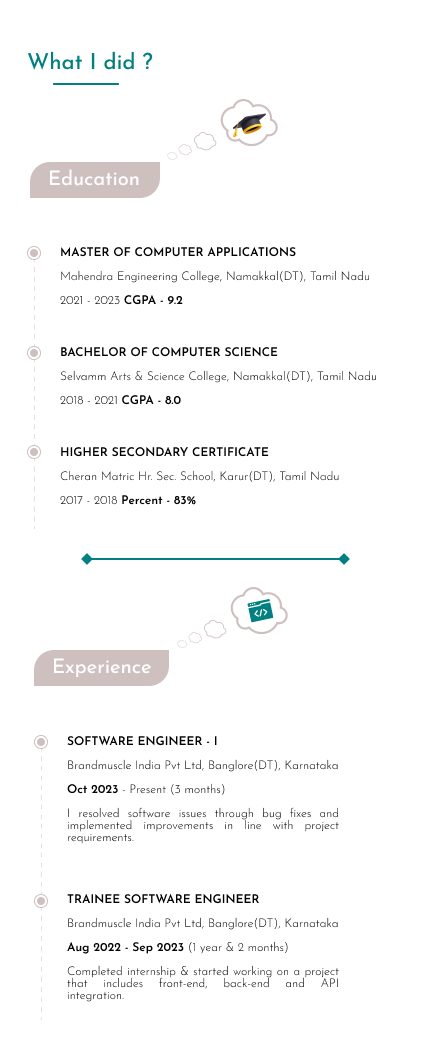 What I did ?
Education
MASTER OF COMPUTER APPLICATIONS
Mahendra Engineering College, Namakkal(DT), Tamil Nadu
2021 - 2023 CGPA - 9.2
BACHELOR OF COMPUTER SCIENCE
Selvamm Arts & Science College, Namakkal(DT), Tamil Nadu
2018 - 2021 CGPA - 8.0
HIGHER SECONDARY CERTIFICATE
Cheran Matric Hr. Sec. School, Karur(DT), Tamil Nadu
2017 - 2018 Percent - 83%
</>
Experience
SOFTWARE ENGINEER - I
Brandmuscle India Pvt Ltd, Banglore(DT), Karnataka
Oct 2023 - Present (3 months)
I resolved software issues through bug fixes and
implemented improvements in line with project
requirements.
TRAINEE SOFTWARE ENGINEER
Brandmuscle India Pvt Ltd, Banglore(DT), Karnataka
Aug 2022 - Sep 2023 (1 year & 2 months)
Completed internship & started working on a project
that includes front-end, back-end and API
integration.